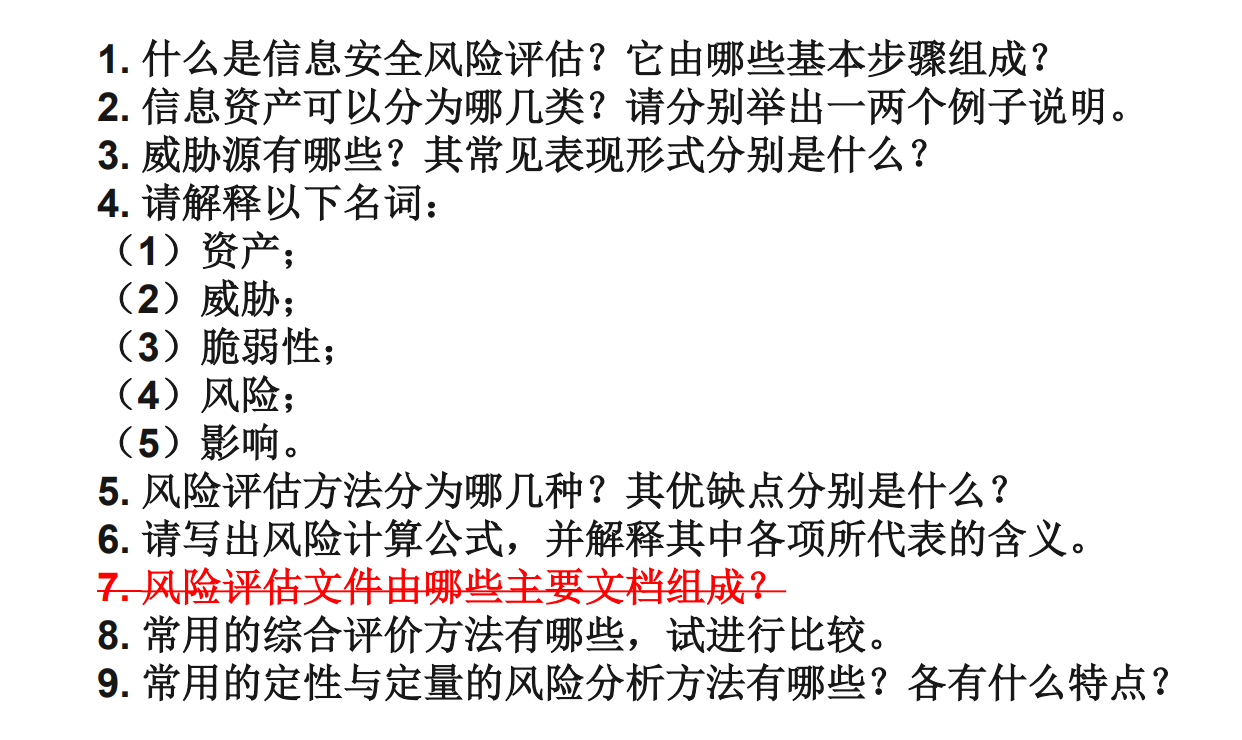 1. 什么是信息安全风险评估？它由哪些基本步骤组成？
2. 信息资产可以分为哪几类？请分别举出一两个例子说明。
3. 威胁源有哪些？其常见表现形式分别是什么？
4. 请解释以下名词：
（1）资产；
（2）威胁；
（3）脆弱性；
（4）风险；
（5）影响。
5. 风险评估方法分为哪几种？其优缺点分别是什么？
6. 请写出风险计算公式，并解释其中各项所代表的含义。
7. 风险评估文件由哪些主要文档组成？
8. 常用的综合评价方法有哪些，试进行比较。
9. 常用的定性与定量的风险分析方法有哪些？各有什么特点？